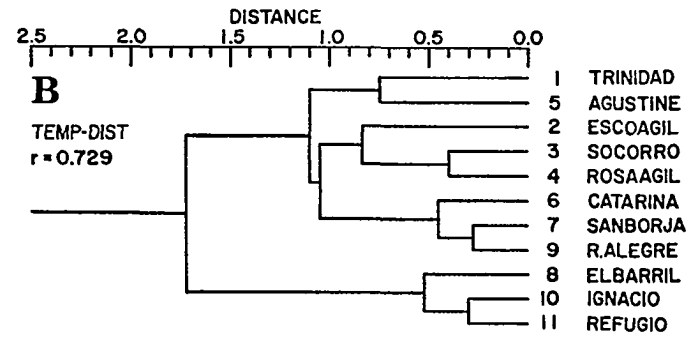 DISTANCE
2.5 2.0 1.5 1.0 0.5 0.0
B
TEMP-DIST
r=0.729
1 TRINIDAD
5 AGUSTINE
2 ESCOAGIL
3 SOCORRO
4 ROSAAGIL
6 CATARINA
7 SANBORJA
9 R.ALEGRE
8 ELBARRIL
10 IGNACIO
11 REFUGIO